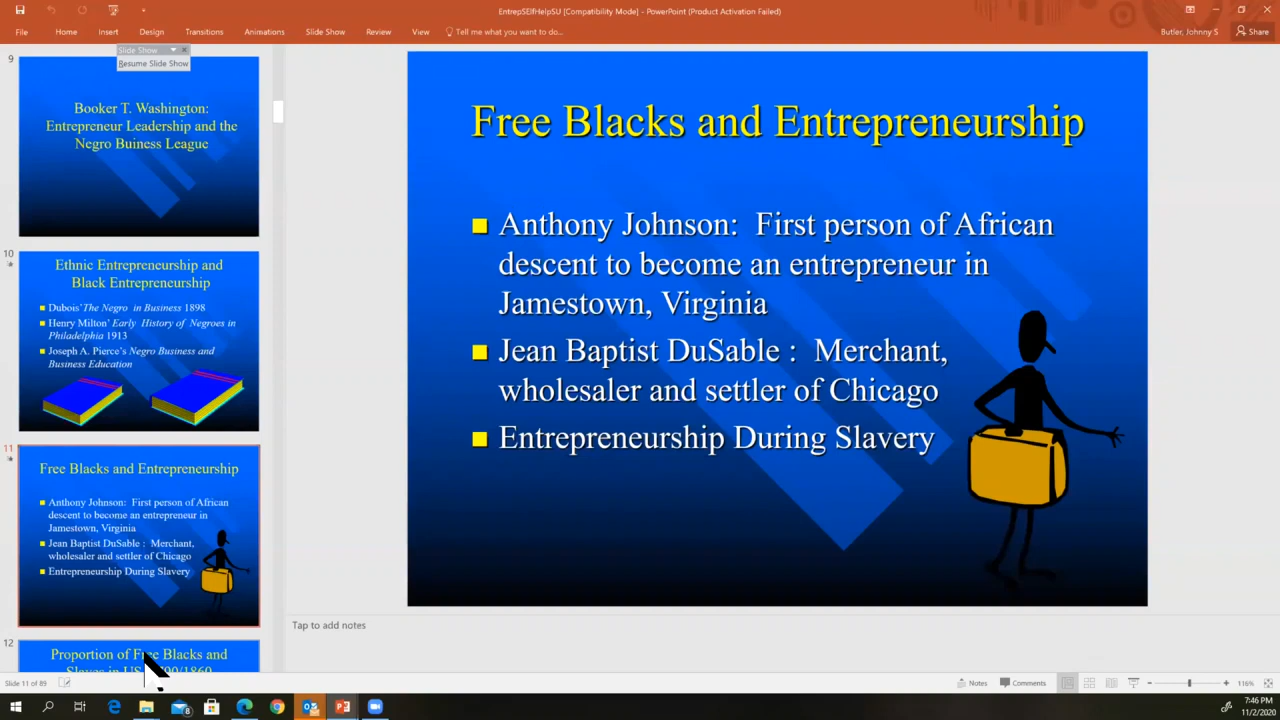 EntrepSElfHelpSU [Compatibility Mode] - PowerPoint (Product Activation Failed)
File Home Insert Design Transitions Animations Slide Show Review View Tell me what you want to do... Butler, Johnny S Share
Slide Show
Resume Slide Show
9
Booker T. Washington:
Entrepreneur Leadership and the
Negro Buiness League
10
Ethnic Entrepreneurship and
Black Entrepreneurship
Dubois'The Negro in Business 1898
Henry Milton' Early History of Negroes in
Philadelphia 1913
Joseph A. Pierce's Negro Business and
Business Education
11
Free Blacks and Entrepreneurship
Anthony Johnson: First person of African
descent to become an entrepreneur in
Jamestown, Virginia
Jean Baptist DuSable : Merchant,
wholesaler and settler of Chicago
Entrepreneurship During Slavery
12
Proportion of Free Blacks and
Slaves in US
Free Blacks and Entrepreneurship
Anthony Johnson: First person of African
descent to become an entrepreneur in
Jamestown, Virginia
Jean Baptist DuSable : Merchant,
wholesaler and settler of Chicago
Entrepreneurship During Slavery
Tap to add notes
Slide 11 of 89 Notes Comments 116%
7:46 PM
11/2/2020